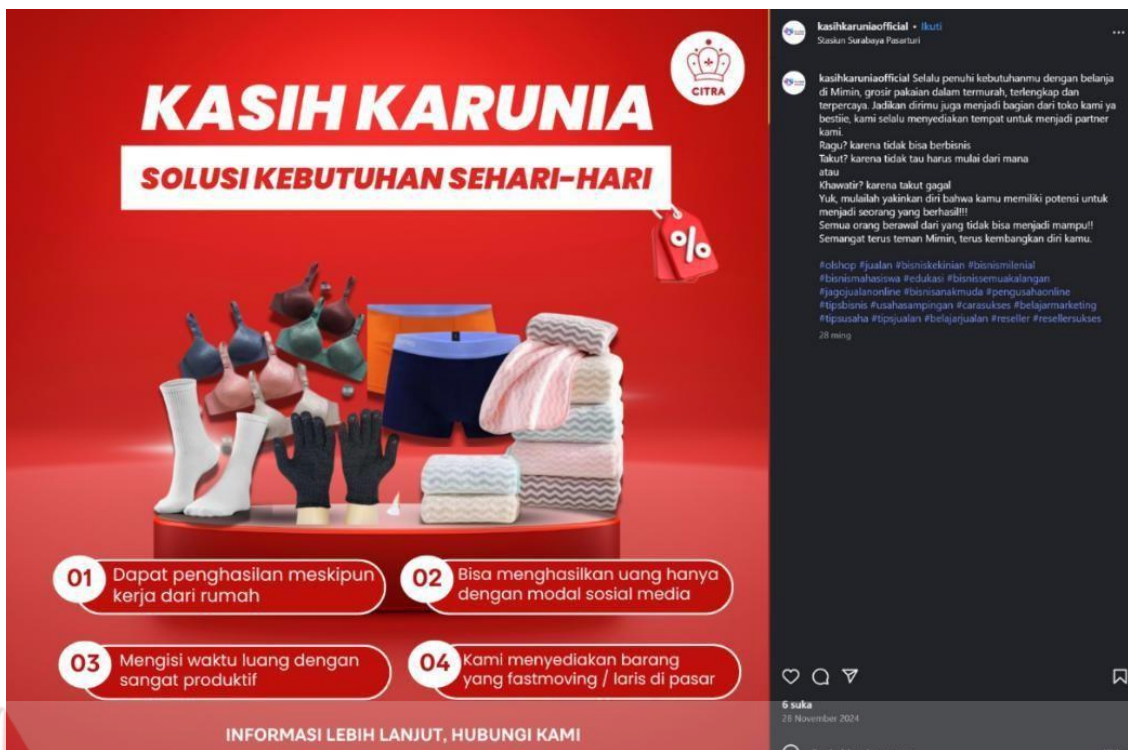 CITRA
KASIH KARUNIA
SOLUSI KEBUTUHAN SEHARI-HARI
%
01 Dapat penghasilan meskipun
kerja dari rumah
02 Bisa menghasilkan uang hanya
dengan modal sosial media
03 Mengisi waktu luang dengan
sangat produktif
04 Kami menyediakan barang
yang fastmoving / laris di pasar
INFORMASI LEBIH LANJUT, HUBUNGI KAMI
kasihkaruniaofficial • Ikuti
Stasiun Surabaya Pasarturi
kasihkaruniaofficial Selalu penuhi kebutuhanmu dengan belanja
di Mimin, grosir pakaian dalam termurah, terlengkap dan
terpercaya. Jadikan dirimu juga menjadi bagian dari toko kami ya
bestiie, kami selalu menyediakan tempat untuk menjadi partner
kami.
Ragu? karena tidak bisa berbisnis
Takut? karena tidak tau harus mulai dari mana
atau
Khawatir? karena takut gagal
Yuk, mulailah yakinkan diri bahwa kamu memiliki potensi untuk
menjadi seorang yang berhasil!!!
Semua orang berawal dari yang tidak bisa menjadi mampu!!
Semangat terus teman Mimin, terus kembangkan diri kamu.
#olshop #jualan #bisniskekinian #bisnismilenial
#bisnismahasiswa #edukasi #bisnissemuakalangan
#jagojualanonline #bisnisanakmuda #pengusahaonline
#tipsbisnis #usahasampingan #carasukses #belajarmarketing
#tipsusaha #tipsjualan #belajarjualan #reseller #resellersukses
28 ming
6 suka
28 November 2024